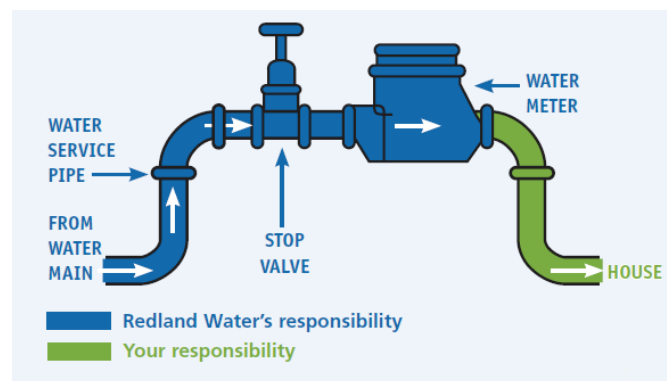 WATER
METER
WATER
SERVICE
PIPE
FROM
WATER
MAIN
STOP
VALVE
HOUSE
Redland Water's responsibility
Your responsibility